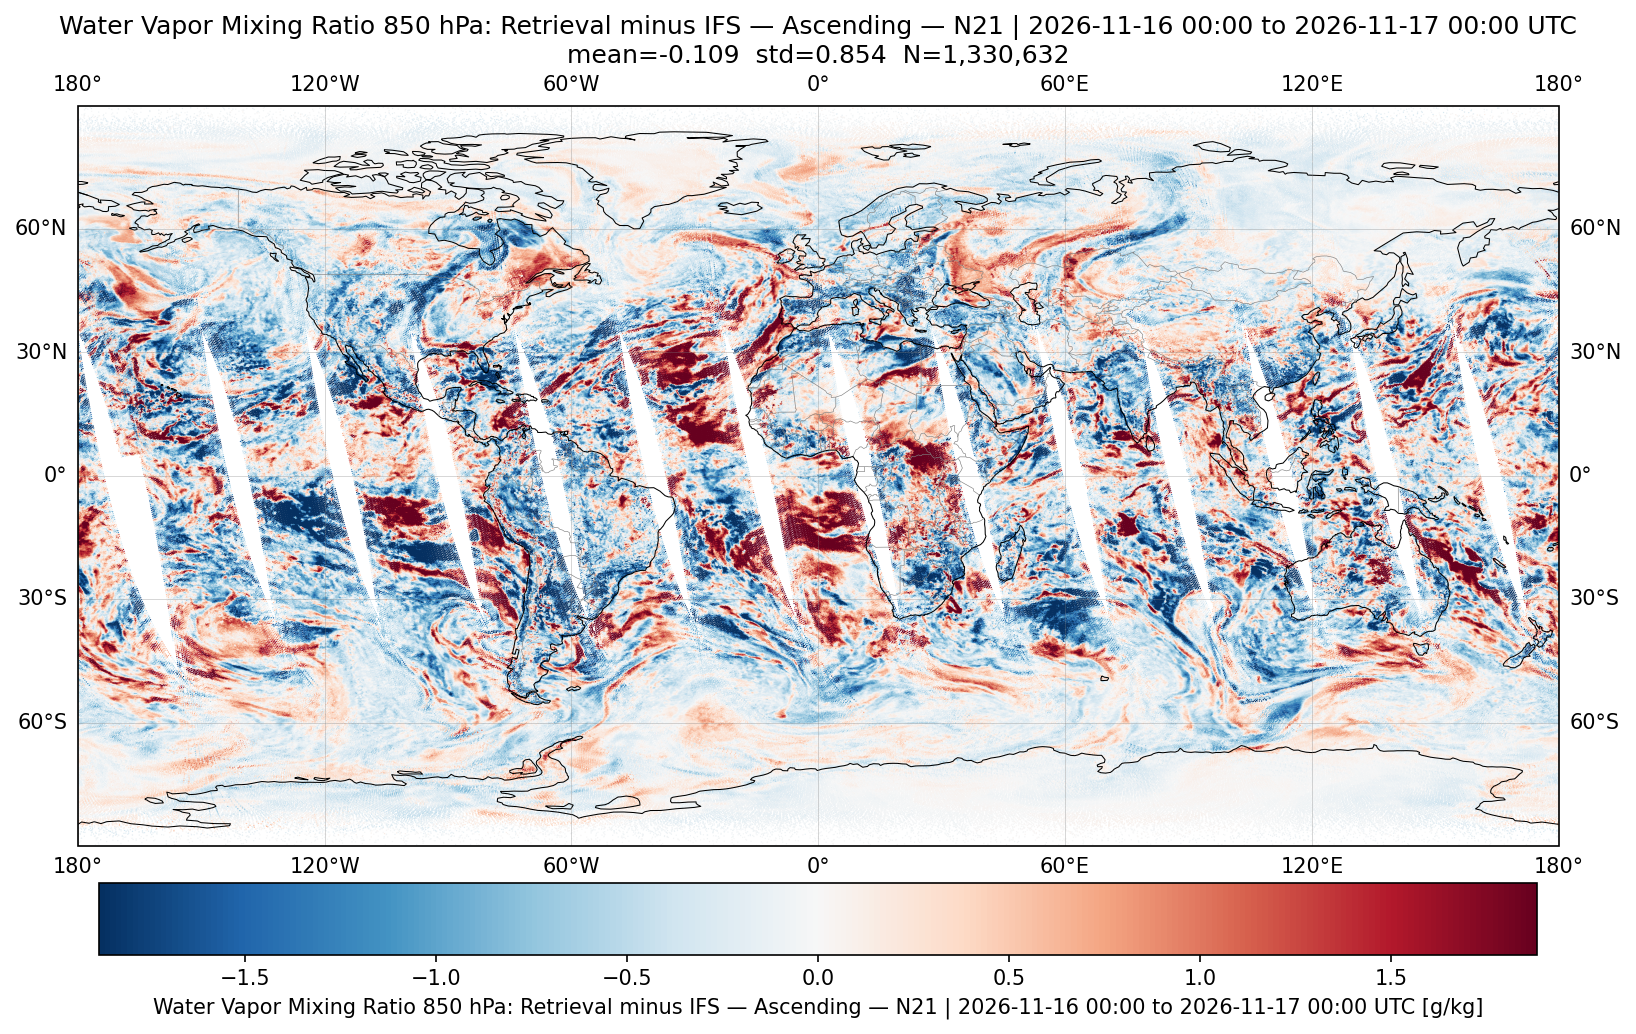 Water Vapor Mixing Ratio 850 hPa: Retrieval minus IFS — Ascending — N21 | 2026-11-16 00:00 to 2026-11-17 00:00 UTC
mean=-0.109  std=0.854  N=1,330,632
180° 120°W 60°W 0° 60°E 120°E 180°
60°N 60°N
30°N 30°N
0° 0°
30°S 30°S
60°S 60°S
180° 120°W 60°W 0° 60°E 120°E 180°
−1.5 −1.0 −0.5 0.0 0.5 1.0 1.5
Water Vapor Mixing Ratio 850 hPa: Retrieval minus IFS — Ascending — N21 | 2026-11-16 00:00 to 2026-11-17 00:00 UTC [g/kg]